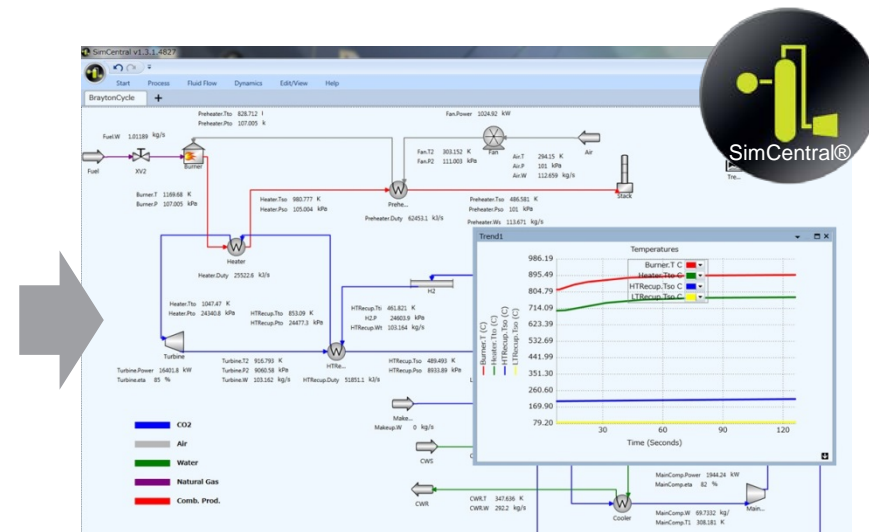 SimCentral v1.3.1.4827
Start Process Fluid Flow Dynamics Edit/View Help
BraytonCycle +
SimCentral®
Preheater.Tto 828.712
Preheater.Pto 107.005 k
Fan.Power 1024.92 kW
Fuel.W 1.01189 kg/s
Fuel
XV2
Burner
Fan.T2 303.152 K
Fan.P2 111.003 kPa
Fan
Air
Air.T 294.15 K
Air.P 101 kPa
Air.W 112.659 kg/s
Tre...
Burner.T 1169.68 K
Burner.P 107.005 kPa
Heater.Tso 980.777 K
Heater.Pso 105.004 kPa
Prehe...
Preheater.Duty 62453.1 kJ/s
Preheater.Tso 486.581 K
Preheater.Pso 101 kPa
Preheater.Ws 113.671 kg/s
Stack
Heater
Heater.Duty 25522.6 kJ/s
H2
Heater.Tto 1047.47 K
Heater.Pto 24340.8 kPa
HTRecup.Tto 853.09 K
HTRecup.Pto 24477.3 kPa
HTRecup.Tti 461.821 K
H2.P 24603.9 kPa
HTRecup.Wt 103.164 kg/s
Turbine
Turbine.Power 16401.8 kW
Turbine.eta 85 %
Turbine.T2 916.793 K
Turbine.P2 9060.58 kPa
Turbine.W 103.162 kg/s
HTRe...
HTRecup.Duty 51851.1 kJ/s
HTRecup.Tso 489.493 K
HTRecup.Pso 8933.89 kPa
Make...
Makeup.W 0 kg/s
CWS
CWR
CWR.T 347.636 K
CWR.W 292.2 kg/s
Cooler
MainComp.Power 1944.24 kW
MainComp.eta 82 %
MainComp.W 69.7332 kg/
MainComp.T1 308.181 K
Main...
CO2
Air
Water
Natural Gas
Comb. Prod.
Trend1
Temperatures
Burner.T C
Heater.Tto C
HTRecup.Tso C
LTRecup.Tso C
Burner.T (C)
Heater.Tto (C)
HTRecup.Tso (C)
LTRecup.Tso (C)
986.19
895.49
804.79
714.09
623.39
532.69
441.99
351.30
260.60
169.90
79.20
30 60 90 120
Time (Seconds)